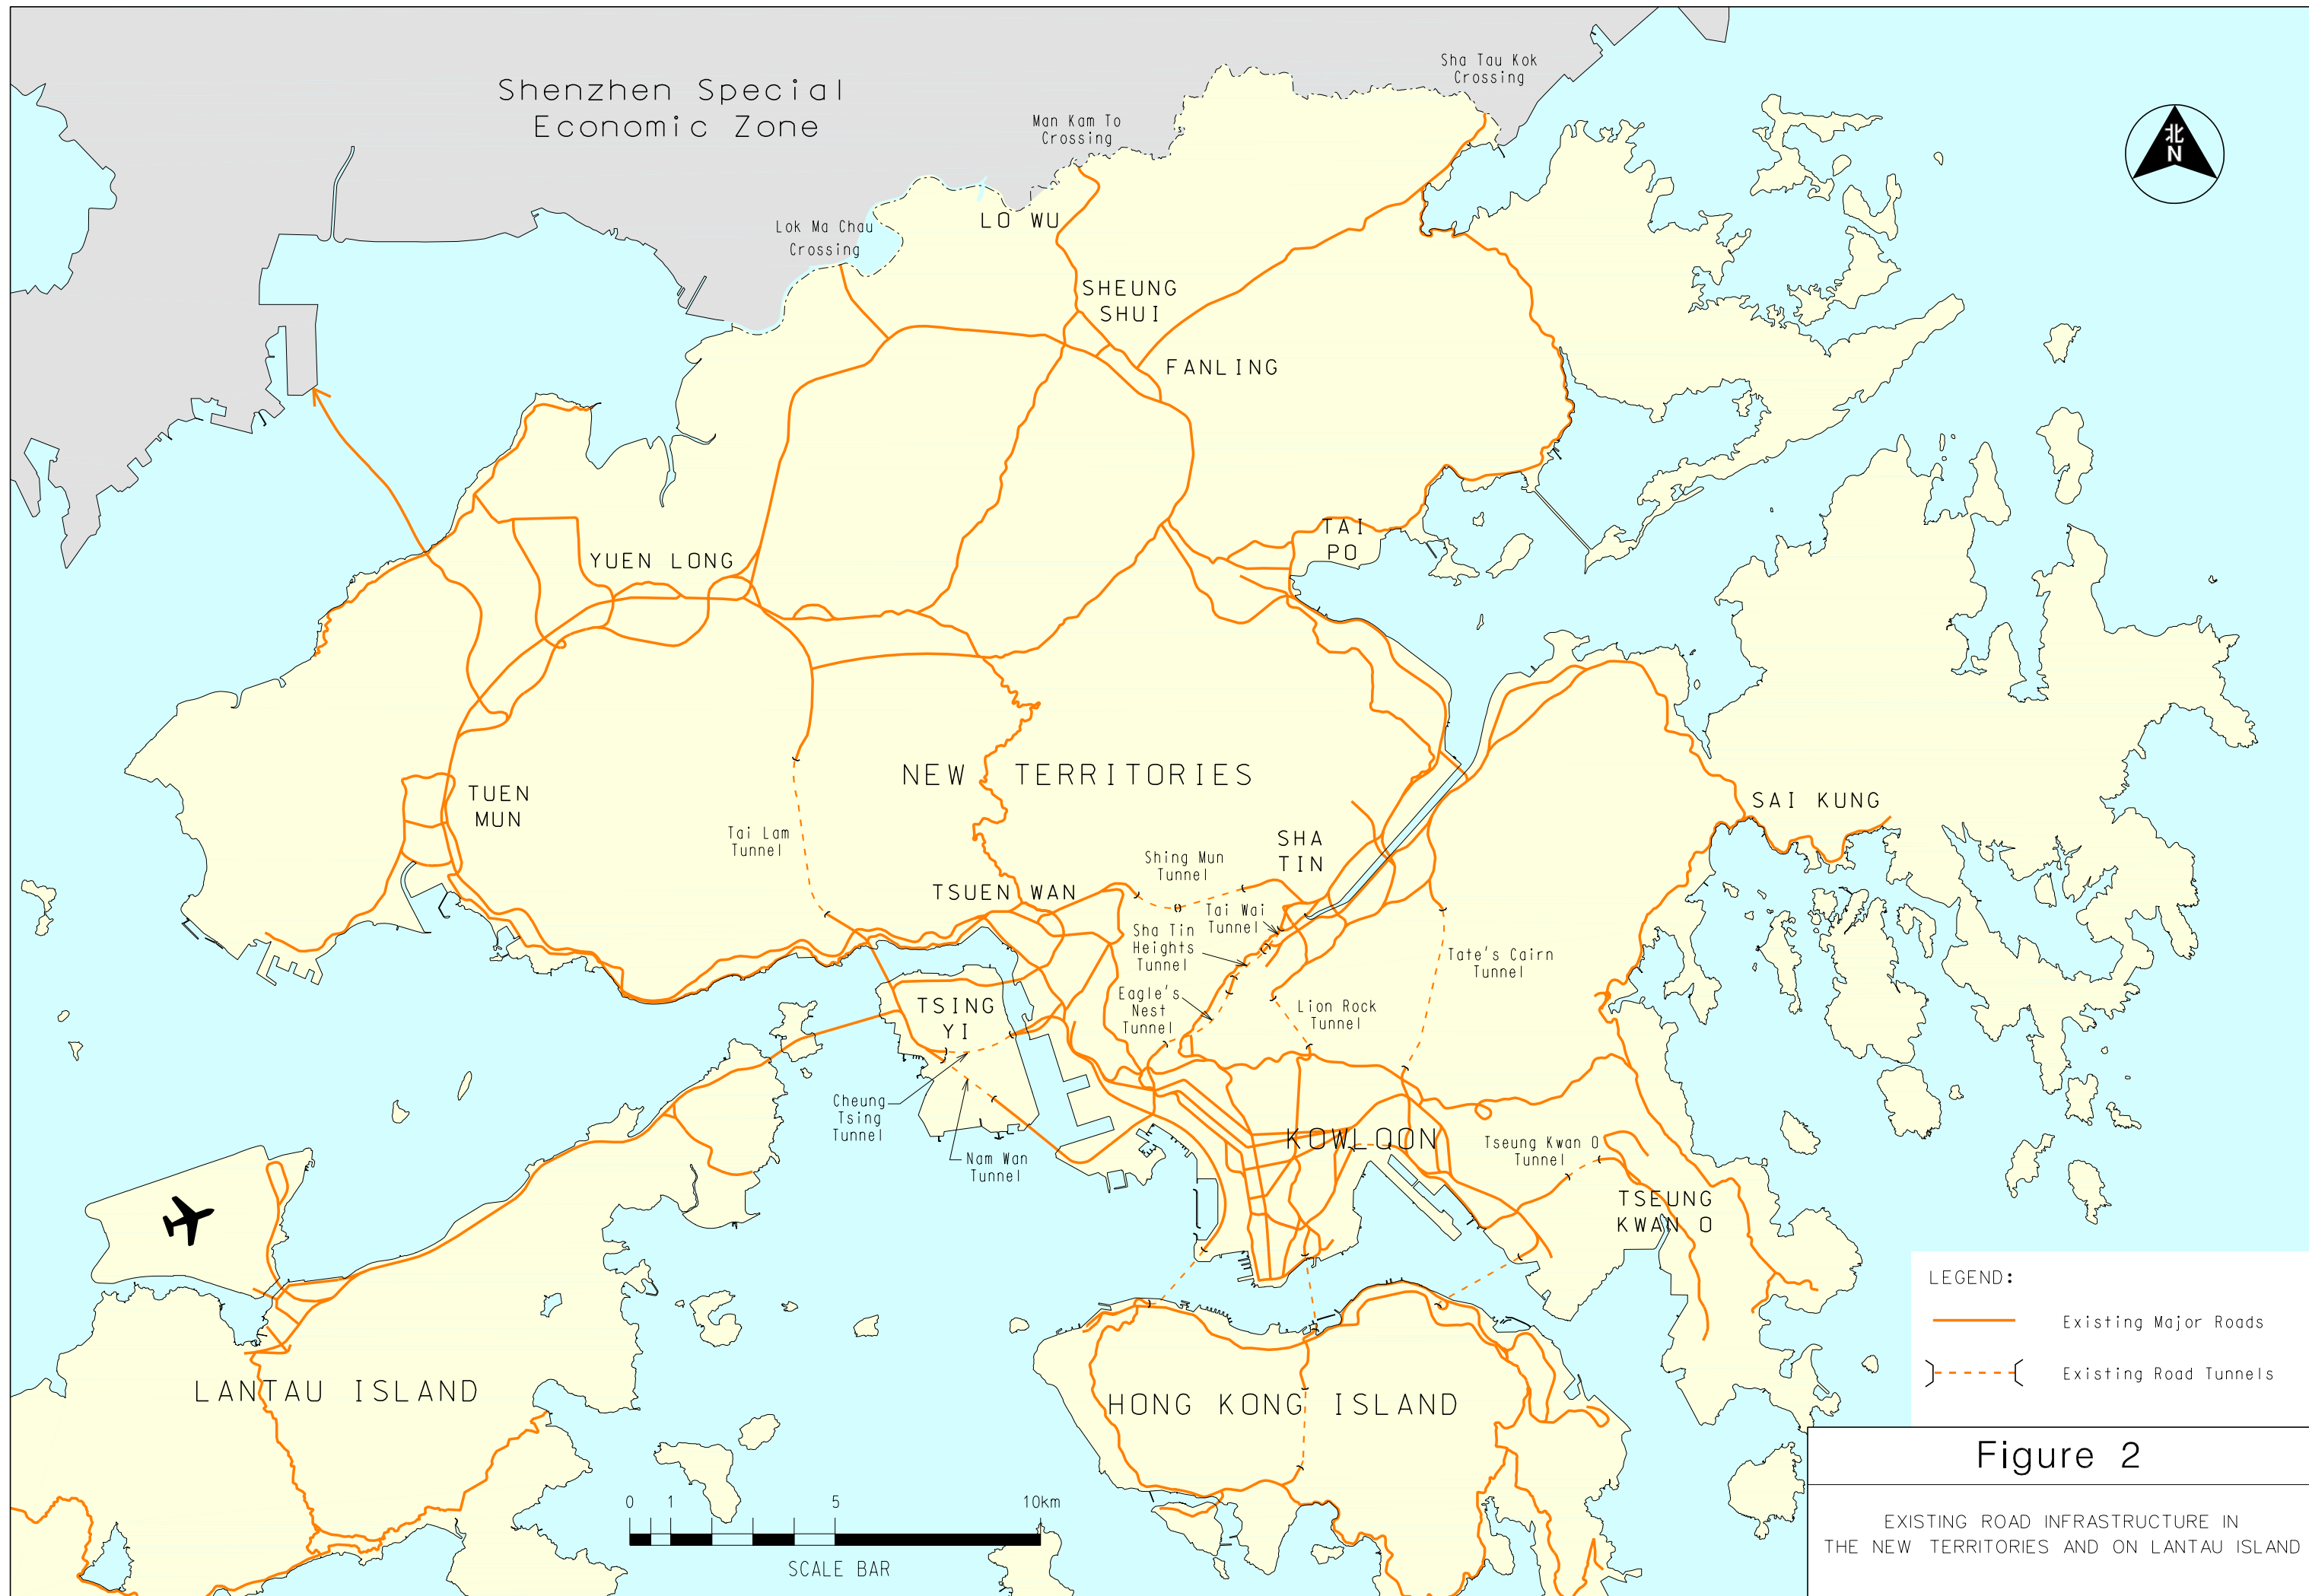 Shenzhen Special
Economic Zone
Sha Tau Kok
Crossing
Man Kam To
Crossing
北
N
Lok Ma Chau
Crossing
LO WU
SHEUNG
SHUI
FANLING
TAI
PO
YUEN LONG
NEW TERRITORIES
TUEN
MUN
SAI KUNG
Tai Lam
Tunnel
SHA
TIN
Shing Mun
Tunnel
TSUEN WAN
Tai Wai
Tunnel
Sha Tin
Heights
Tunnel
Tate's Cairn
Tunnel
TSING
YI
Eagle's
Nest
Tunnel
Lion Rock
Tunnel
Cheung
Tsing
Tunnel
Nam Wan
Tunnel
KOWLOON
Tseung Kwan O
Tunnel
TSEUNG
KWAN O
LANTAU ISLAND
HONG KONG ISLAND
0 1 5 10km
SCALE BAR
LEGEND:
Existing Major Roads
Existing Road Tunnels
Figure 2
EXISTING ROAD INFRASTRUCTURE IN
THE NEW TERRITORIES AND ON LANTAU ISLAND